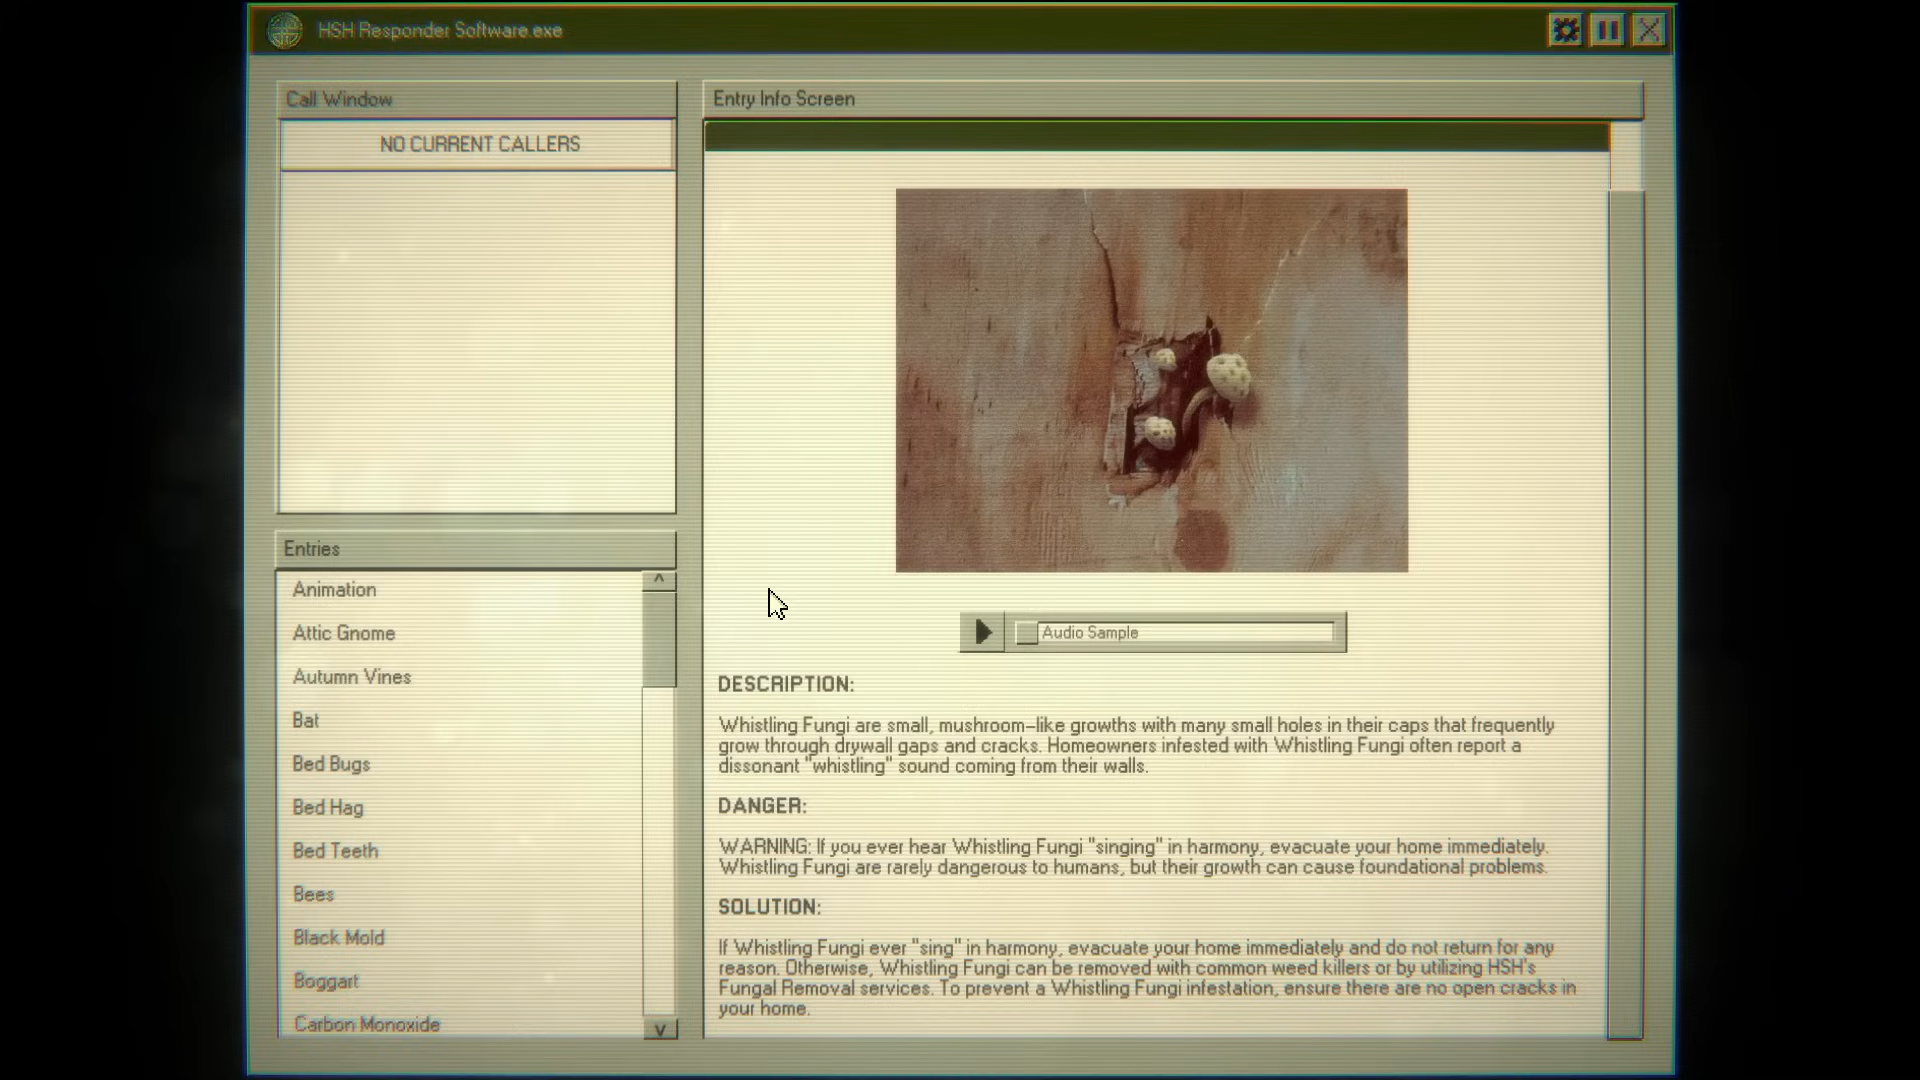 HSH Responder Software.exe
Call Window
NO CURRENT CALLERS
Entries
Animation
Attic Gnome
Autumn Vines
Bat
Bed Bugs
Bed Hag
Bed Teeth
Bees
Black Mold
Boggart
Carbon Monoxide
Entry Info Screen
Audio Sample
DESCRIPTION:
Whistling Fungi are small, mushroom-like growths with many small holes in their caps that frequently
grow through drywall gaps and cracks. Homeowners infested with Whistling Fungi often report a
dissonant "whistling" sound coming from their walls.
DANGER:
WARNING: If you ever hear Whistling Fungi "singing" in harmony, evacuate your home immediately.
Whistling Fungi are rarely dangerous to humans, but their growth can cause foundational problems.
SOLUTION:
If Whistling Fungi ever "sing" in harmony, evacuate your home immediately and do not return for any
reason. Otherwise, Whistling Fungi can be removed with common weed killers or by utilizing HSH's
Fungal Removal services. To prevent a Whistling Fungi infestation, ensure there are no open cracks in
your home.